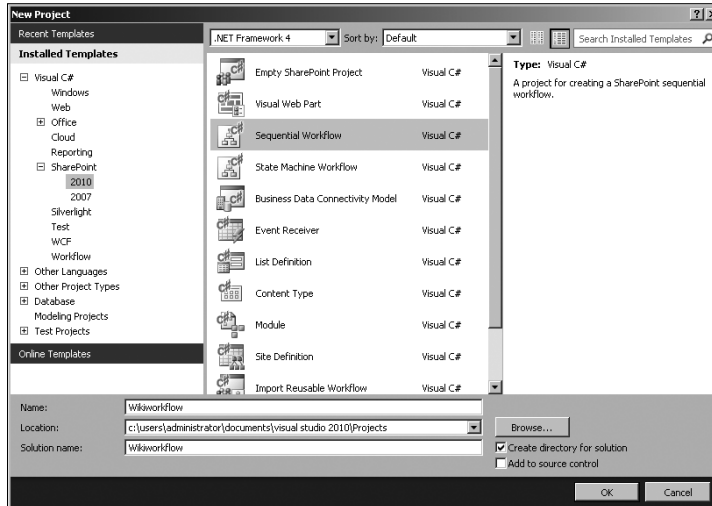 New Project
Recent Templates
Installed Templates
Visual C#
Windows
Web
Office
Cloud
Reporting
SharePoint
2010
2007
Silverlight
Test
WCF
Workflow
Other Languages
Other Project Types
Database
Modeling Projects
Test Projects
Online Templates
.NET Framework 4 Sort by: Default Search Installed Templates
Empty SharePoint Project Visual C#
Visual Web Part Visual C#
Sequential Workflow Visual C#
State Machine Workflow Visual C#
Business Data Connectivity Model Visual C#
Event Receiver Visual C#
List Definition Visual C#
Content Type Visual C#
Module Visual C#
Site Definition Visual C#
Import Reusable Workflow Visual C#
Type: Visual C#
A project for creating a SharePoint sequential
workflow.
Name: Wikiworkflow
Location: c:\users\administrator\documents\visual studio 2010\Projects Browse...
Solution name: Wikiworkflow
Create directory for solution
Add to source control
OK Cancel